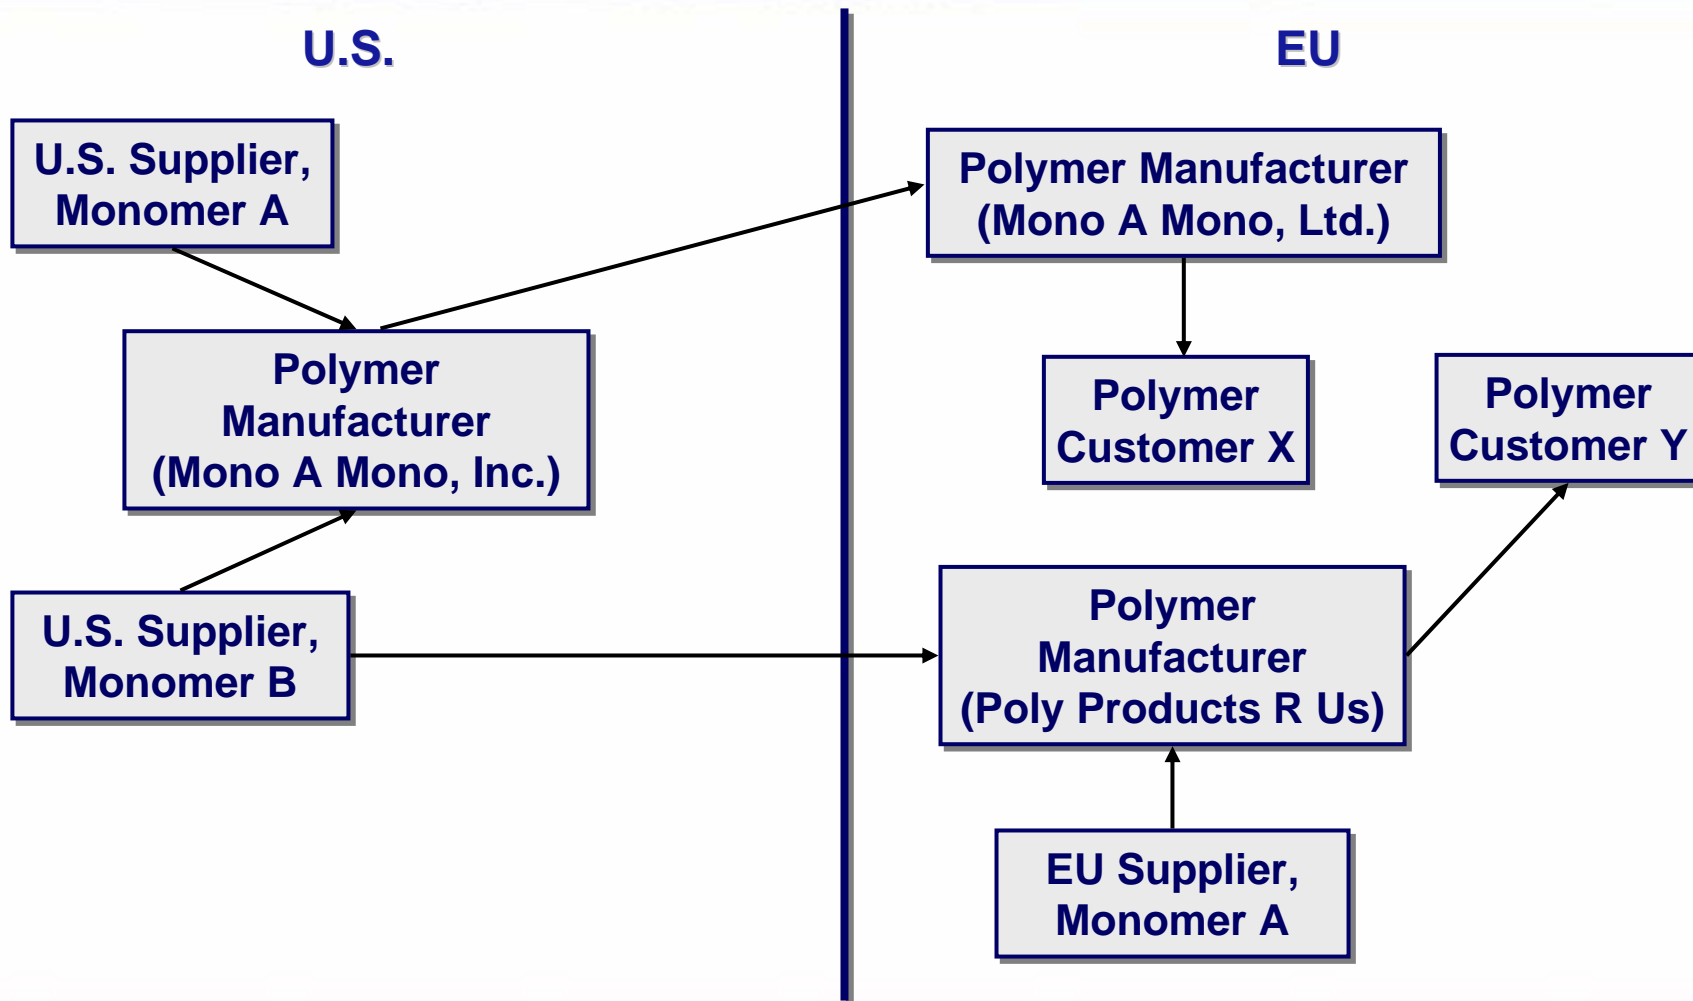 U.S.
EU
U.S. Supplier,
Monomer A
Polymer Manufacturer
(Mono A Mono, Ltd.)
Polymer
Manufacturer
(Mono A Mono, Inc.)
Polymer
Customer X
Polymer
Customer Y
U.S. Supplier,
Monomer B
Polymer
Manufacturer
(Poly Products R Us)
EU Supplier,
Monomer A